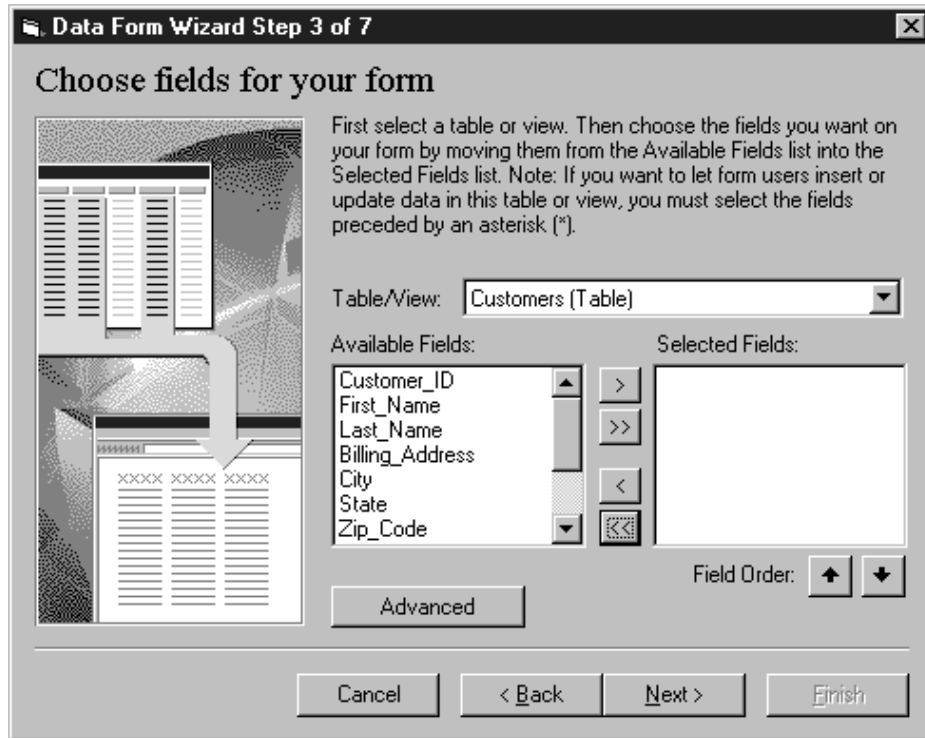 Data Form Wizard Step 3 of 7
Choose fields for your form
First select a table or view. Then choose the fields you want on
your form by moving them from the Available Fields list into the
Selected Fields list. Note: If you want to let form users insert or
update data in this table or view, you must select the fields
preceded by an asterisk (*).
Table/View: Customers (Table)
Available Fields: Selected Fields:
Customer_ID
First_Name
Last_Name
Billing_Address
City
State
Zip_Code
>
>>
<
<<
XXXX XXXX XXXX
Field Order:
Advanced
Cancel < Back Next > Finish